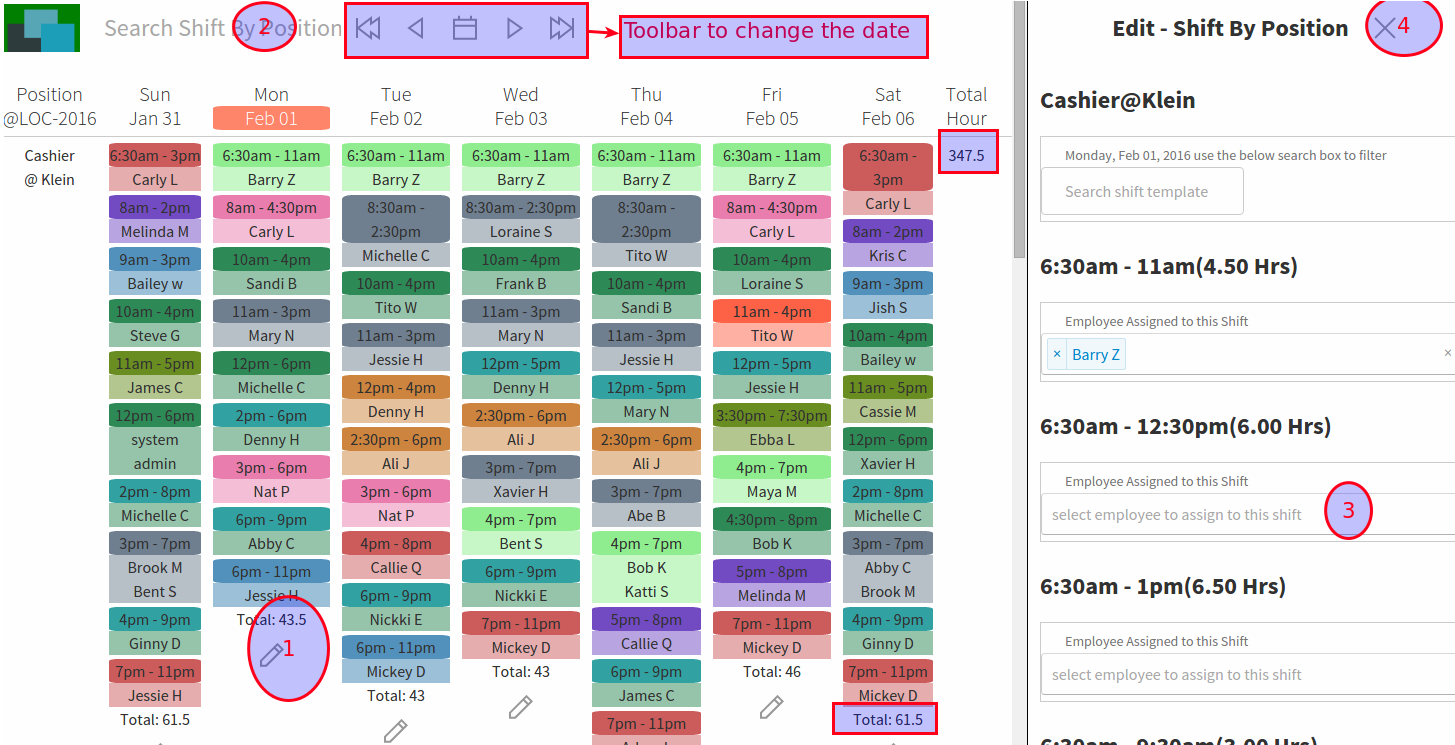 Search Shift By Position
2
Toolbar to change the date
Position
@LOC-2016
Sun
Jan 31
Mon
Feb 01
Tue
Feb 02
Wed
Feb 03
Thu
Feb 04
Fri
Feb 05
Sat
Feb 06
Total
Hour
Cashier
@ Klein
6:30am - 3pm
Carly L
8am - 2pm
Melinda M
9am - 3pm
Bailey w
10am - 4pm
Steve G
11am - 5pm
James C
12pm - 6pm
system
admin
2pm - 8pm
Michelle C
3pm - 7pm
Brook M
Bent S
4pm - 9pm
Ginny D
7pm - 11pm
Jessie H
Total: 61.5
6:30am - 11am
Barry Z
8am - 4:30pm
Carly L
10am - 4pm
Sandi B
11am - 3pm
Mary N
12pm - 6pm
Michelle C
2pm - 6pm
Denny H
3pm - 6pm
Nat P
6pm - 9pm
Abby C
6pm - 11pm
Jessie H
Total: 43.5
1
6:30am - 11am
Barry Z
8:30am -
2:30pm
Michelle C
10am - 4pm
Tito W
11am - 3pm
Jessie H
12pm - 4pm
Denny H
2:30pm - 6pm
Ali J
3pm - 6pm
Nat P
4pm - 8pm
Callie Q
6pm - 9pm
Nickki E
6pm - 11pm
Mickey D
Total: 43
6:30am - 11am
Barry Z
8:30am - 2:30pm
Loraine S
10am - 4pm
Frank B
11am - 3pm
Mary N
12pm - 5pm
Denny H
2:30pm - 6pm
Ali J
3pm - 7pm
Xavier H
4pm - 7pm
Bent S
6pm - 9pm
Nickki E
7pm - 11pm
Mickey D
Total: 43
6:30am - 11am
Barry Z
8:30am -
2:30pm
Tito W
10am - 4pm
Sandi B
11am - 3pm
Jessie H
12pm - 5pm
Mary N
2:30pm - 6pm
Ali J
3pm - 7pm
Abe B
4pm - 7pm
Bob K
Katti S
5pm - 8pm
Callie Q
6pm - 9pm
James C
7pm - 11pm
6:30am - 11am
Barry Z
8am - 4:30pm
Carly L
10am - 4pm
Loraine S
11am - 4pm
Tito W
12pm - 5pm
Jessie H
3:30pm - 7:30pm
Ebba L
4pm - 7pm
Maya M
4:30pm - 8pm
Bob K
5pm - 8pm
Melinda M
7pm - 11pm
Mickey D
Total: 46
6:30am -
3pm
Carly L
8am - 2pm
Kris C
9am - 3pm
Jish S
10am - 4pm
Bailey w
11am - 5pm
Cassie M
12pm - 6pm
Xavier H
2pm - 8pm
Michelle C
3pm - 7pm
Abby C
Brook M
4pm - 9pm
Ginny D
7pm - 11pm
Mickey D
Total: 61.5
347.5
Edit - Shift By Position
4
Cashier@Klein
Monday, Feb 01, 2016 use the below search box to filter
Search shift template
6:30am - 11am(4.50 Hrs)
Employee Assigned to this Shift
× Barry Z ×
6:30am - 12:30pm(6.00 Hrs)
Employee Assigned to this Shift
select employee to assign to this shift 3
6:30am - 1pm(6.50 Hrs)
Employee Assigned to this Shift
select employee to assign to this shift
6:30am - 9:30am(3.00 Hrs)